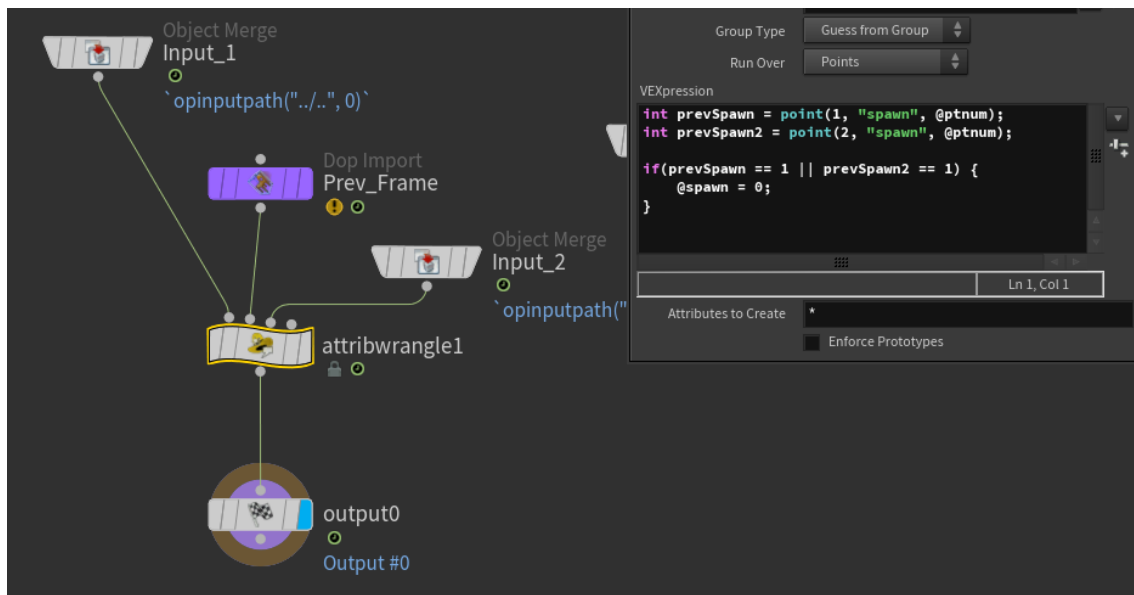 Object Merge
Input_1
`opinputpath("../..", 0)`
Dop Import
Prev_Frame
Object Merge
Input_2
`opinputpath("
attribwrangle1
output0
Output #0
Group Type Guess from Group
Run Over Points
VEXpression
int prevSpawn = point(1, "spawn", @ptnum);
int prevSpawn2 = point(2, "spawn", @ptnum);
if(prevSpawn == 1 || prevSpawn2 == 1) {
@spawn = 0;
}
Ln 1, Col 1
Attributes to Create *
Enforce Prototypes